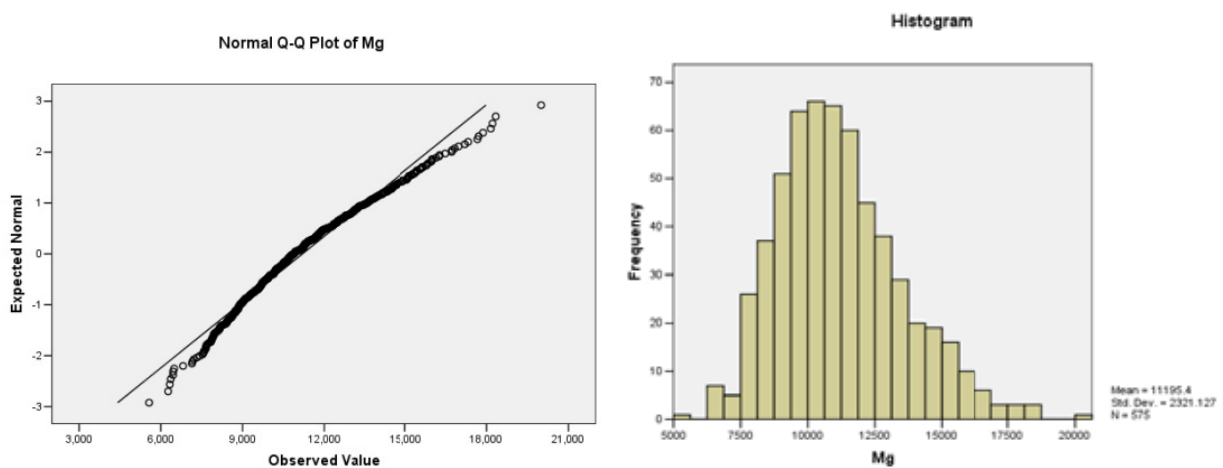 Normal Q-Q Plot of Mg
Expected Normal
3
2
1
0
-1
-2
-3
3,000 6,000 9,000 12,000 15,000 18,000 21,000
Observed Value
Histogram
Frequency
70
60
50
40
30
20
10
0
5000 7500 10000 12500 15000 17500 20000
Mg
Mean = 11195.4
Std. Dev. = 2321.127
N = 575